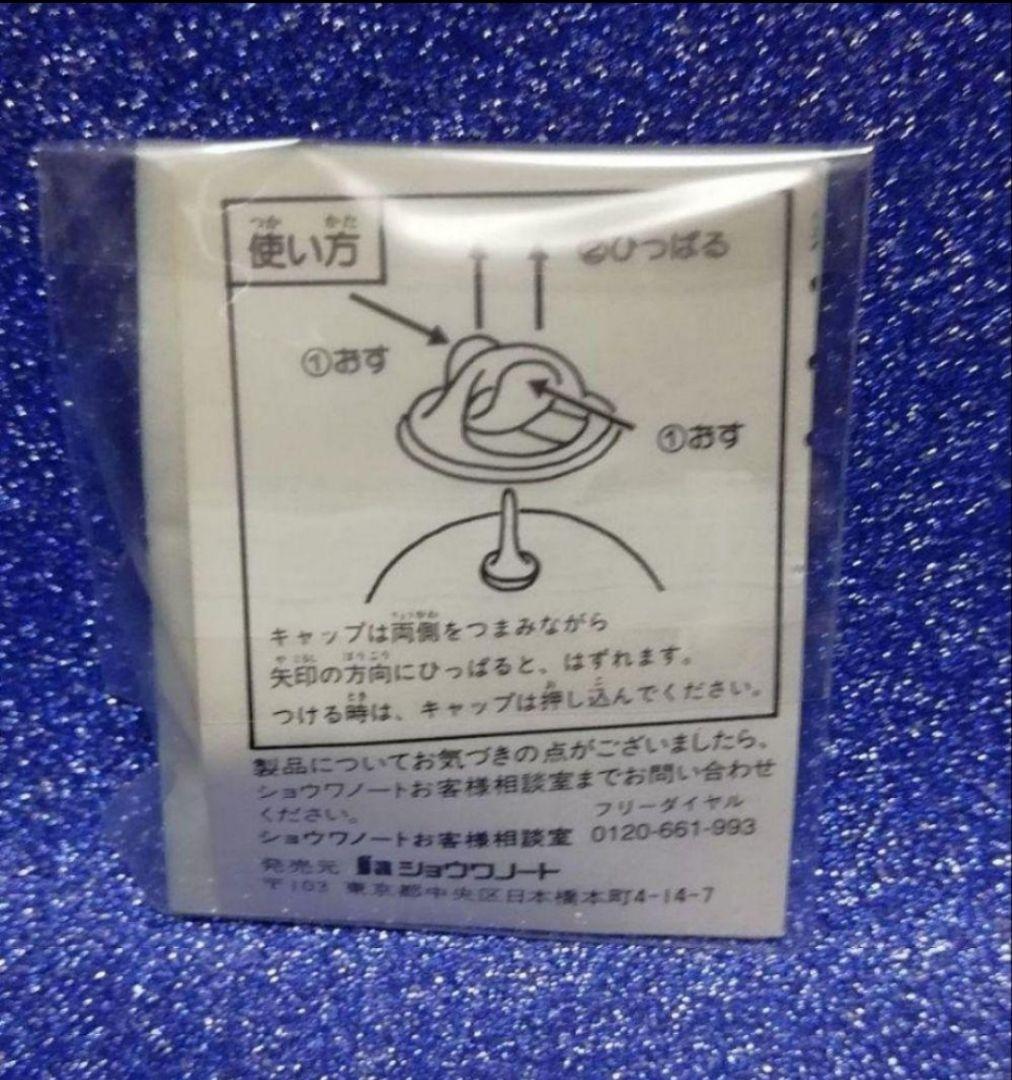 使い方
②ひっぱる
①おす
①おす
キャップは両側をつまみながら
矢印の方向にひっぱると、はずれます。
つける時は、キャップは押し込んでください。
製品についてお気づきの点がございましたら、
ショウワノートお客様相談室までお問い合わせ
ください。
フリーダイヤル
ショウワノートお客様相談室 0120-661-993
発売元 ショウワノート
〒103 東京都中央区日本橋本町4-14-7